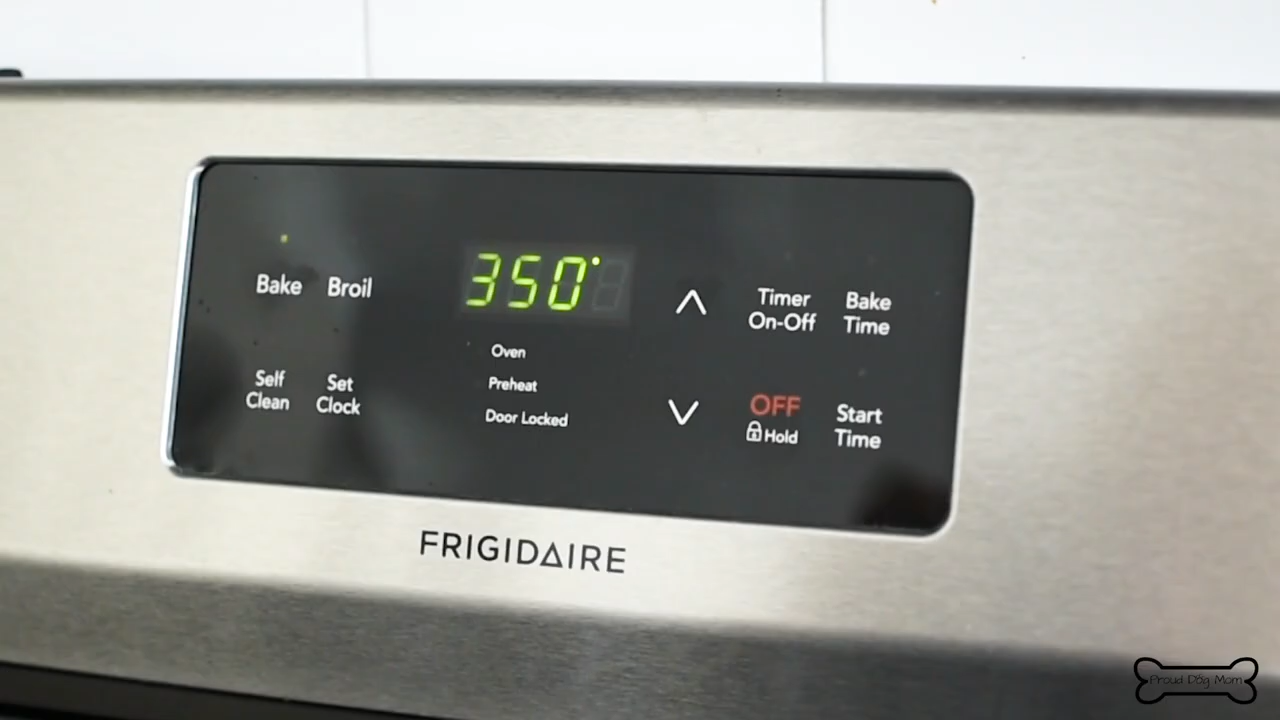 350°
Bake Broil
Timer
On-Off
Bake
Time
Oven
Preheat
Door Locked
Self
Clean
Set
Clock
OFF
Hold
Start
Time
FRIGIDAIRE
Proud Dog Mom